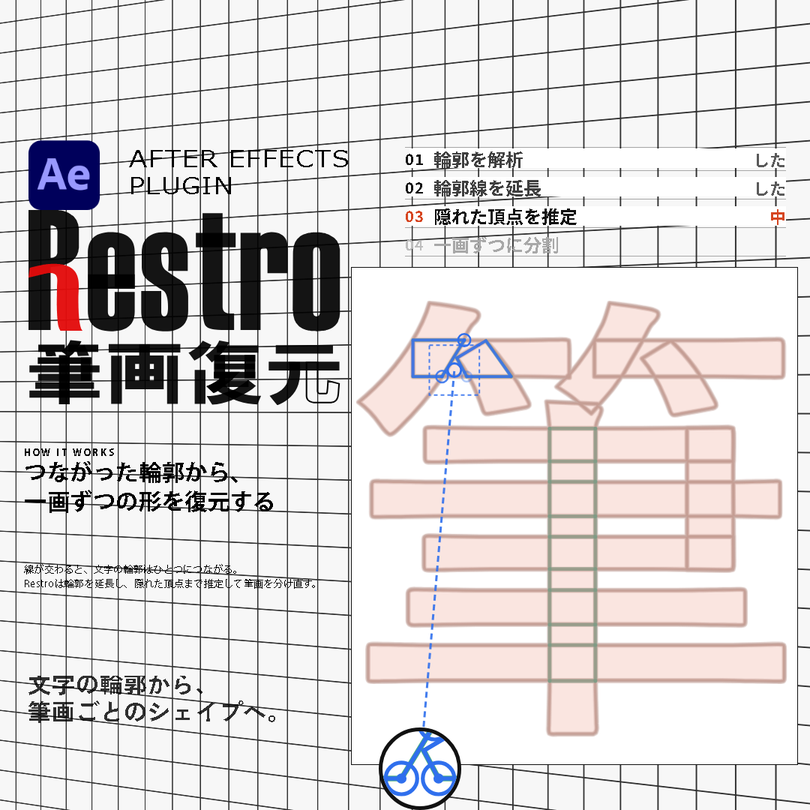 Ae
AFTER EFFECTS
PLUGIN
Restro
筆画復元
HOW IT WORKS
つながった輪郭から、
一画ずつの形を復元する
線が交わると、文字の輪郭はひとつにつながる。
Restroは輪郭を延長し、隠れた頂点まで推定して筆画を分け直す。
文字の輪郭から、
筆画ごとのシェイプへ。
01 輪郭を解析 した
02 輪郭線を延長 した
03 隠れた頂点を推定 中
04 一画ずつに分割
筆